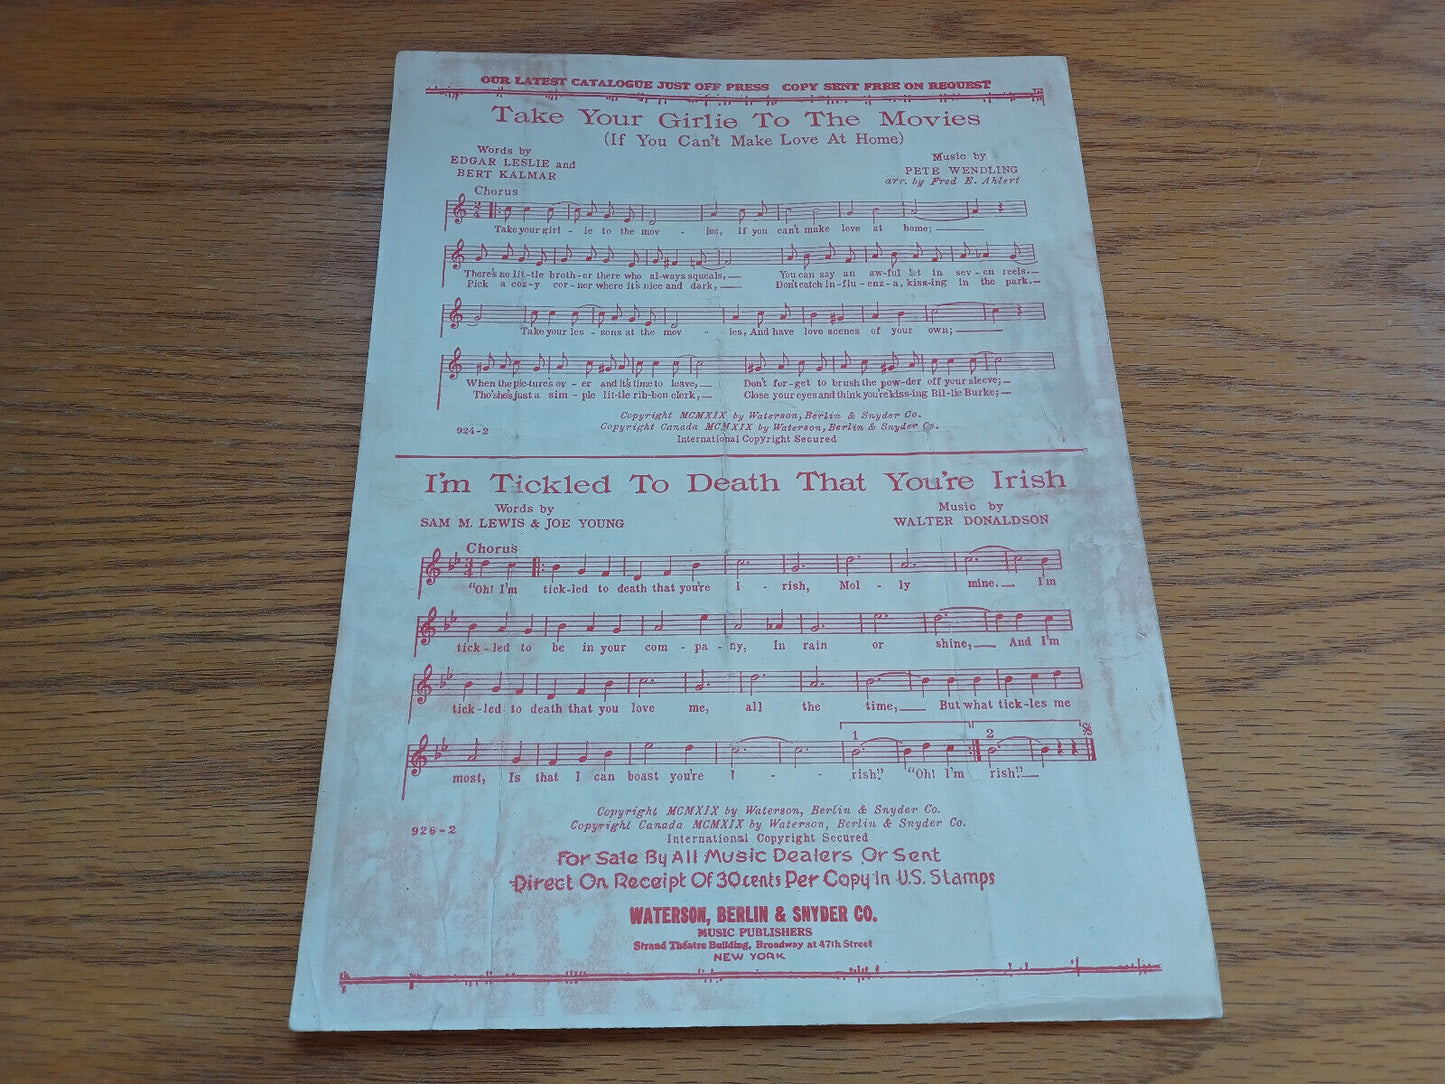 OUR LATEST CATALOGUE JUST OFF PRESS COPY SENT FREE ON REQUEST
Take Your Girlie To The Movies
(If You Can't Make Love At Home)
Words by
EDGAR LESLIE and
BERT KALMAR
Music by
PETE WENDLING
arr. by Fred E. Ahlert
Chorus
Take your girl - ie to the mov - ies, If you can't make love at home;
There's no lit-tle broth-er there who al-ways squeals, You can say an aw-ful lot in sev-en reels.
Pick a coz-y cor-ner where it's nice and dark, Don't catch in-flu-enz-a, kiss-ing in the park.
Take your les - sons at the mov - ies, And have love scenes of your own;
When the pic-ture's ov - er and it's time to leave, Don't for-get to brush the pow-der off your sleeve;
Tho' she's just a sim - ple lit-tle rib-bon clerk, Close your eyes and think you're kiss-ing Bil-lie Burke;
Copyright MCMXIX by Waterson, Berlin & Snyder Co.
Copyright Canada MCMXIX by Waterson, Berlin & Snyder Co.
924-2
International Copyright Secured
I'm Tickled To Death That You're Irish
Words by
SAM M. LEWIS & JOE YOUNG
Music by
WALTER DONALDSON
Chorus
"Oh! I'm tick-led to death that you're I - rish, Mol - ly mine. I'm
tick-led to be in your com - pa - ny, In rain or shine, And I'm
tick-led to death that you love me, all the time, But what tick-les me
1 2
most, Is that I can boast you're I - - rish!" "Oh! I'm rish!"
Copyright MCMXIX by Waterson, Berlin & Snyder Co.
Copyright Canada MCMXIX by Waterson, Berlin & Snyder Co.
926-2
International Copyright Secured
For Sale By All Music Dealers Or Sent
Direct On Receipt Of 30cents Per Copy In U.S. Stamps
WATERSON, BERLIN & SNYDER CO.
MUSIC PUBLISHERS
Strand Théatre Building, Broadway at 47th Street
NEW YORK